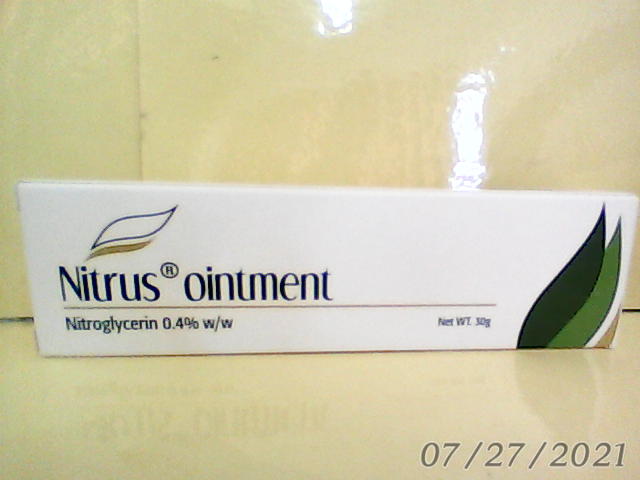 Nitrus® ointment
Nitroglycerin 0.4% w/w
Net WT. 30g
07/27/2021